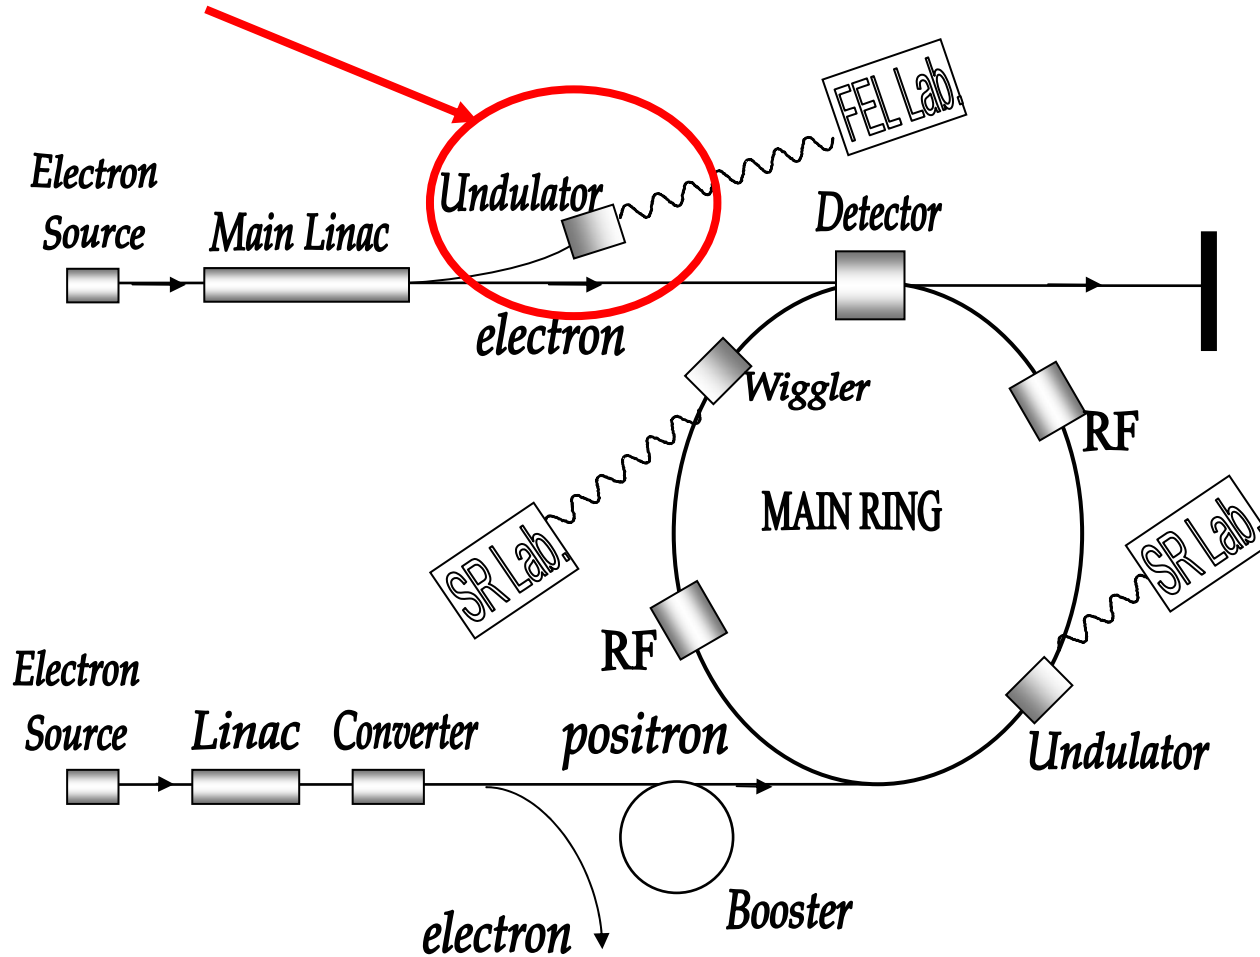 FEL Lab.
Electron
Source
Main Linac
Undulator
Detector
electron
Wiggler
RF
MAIN RING
SR Lab.
SR Lab.
RF
Electron
Source
Linac
Converter
positron
Undulator
Booster
electron